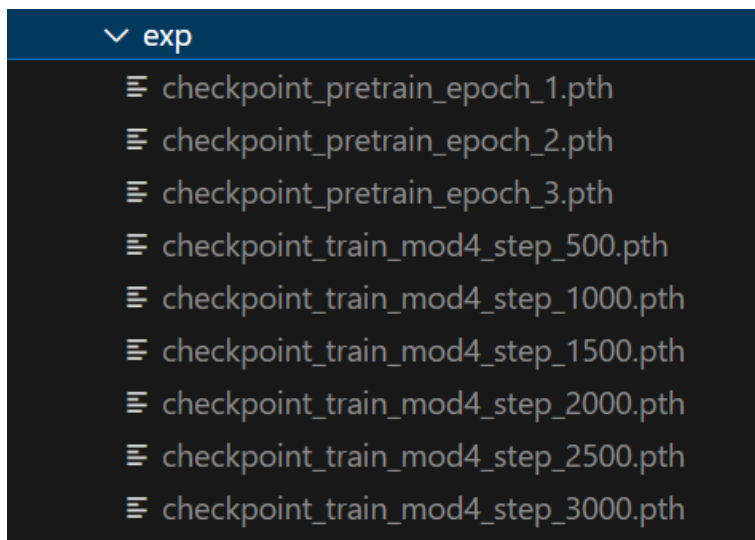 exp
checkpoint_pretrain_epoch_1.pth
checkpoint_pretrain_epoch_2.pth
checkpoint_pretrain_epoch_3.pth
checkpoint_train_mod4_step_500.pth
checkpoint_train_mod4_step_1000.pth
checkpoint_train_mod4_step_1500.pth
checkpoint_train_mod4_step_2000.pth
checkpoint_train_mod4_step_2500.pth
checkpoint_train_mod4_step_3000.pth